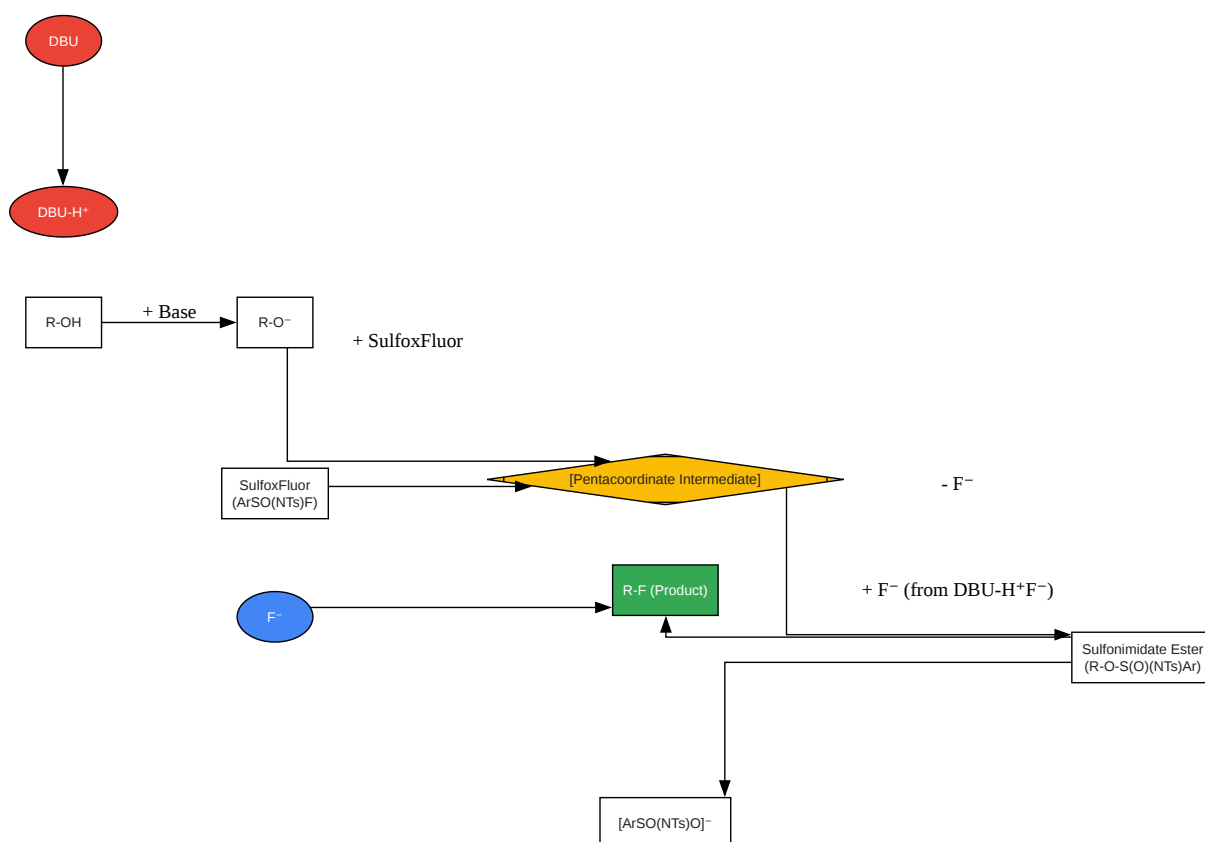 DBU
DBU-H⁺
R-OH
+ Base
R-O⁻
+ SulfoxFluor
SulfoxFluor
(ArSO(NTs)F)
[Pentacoordinate Intermediate]
- F⁻
R-F (Product)
+ F⁻ (from DBU-H⁺F⁻)
F⁻
Sulfonimidate Ester
(R-O-S(O)(NTs)Ar)
[ArSO(NTs)O]⁻